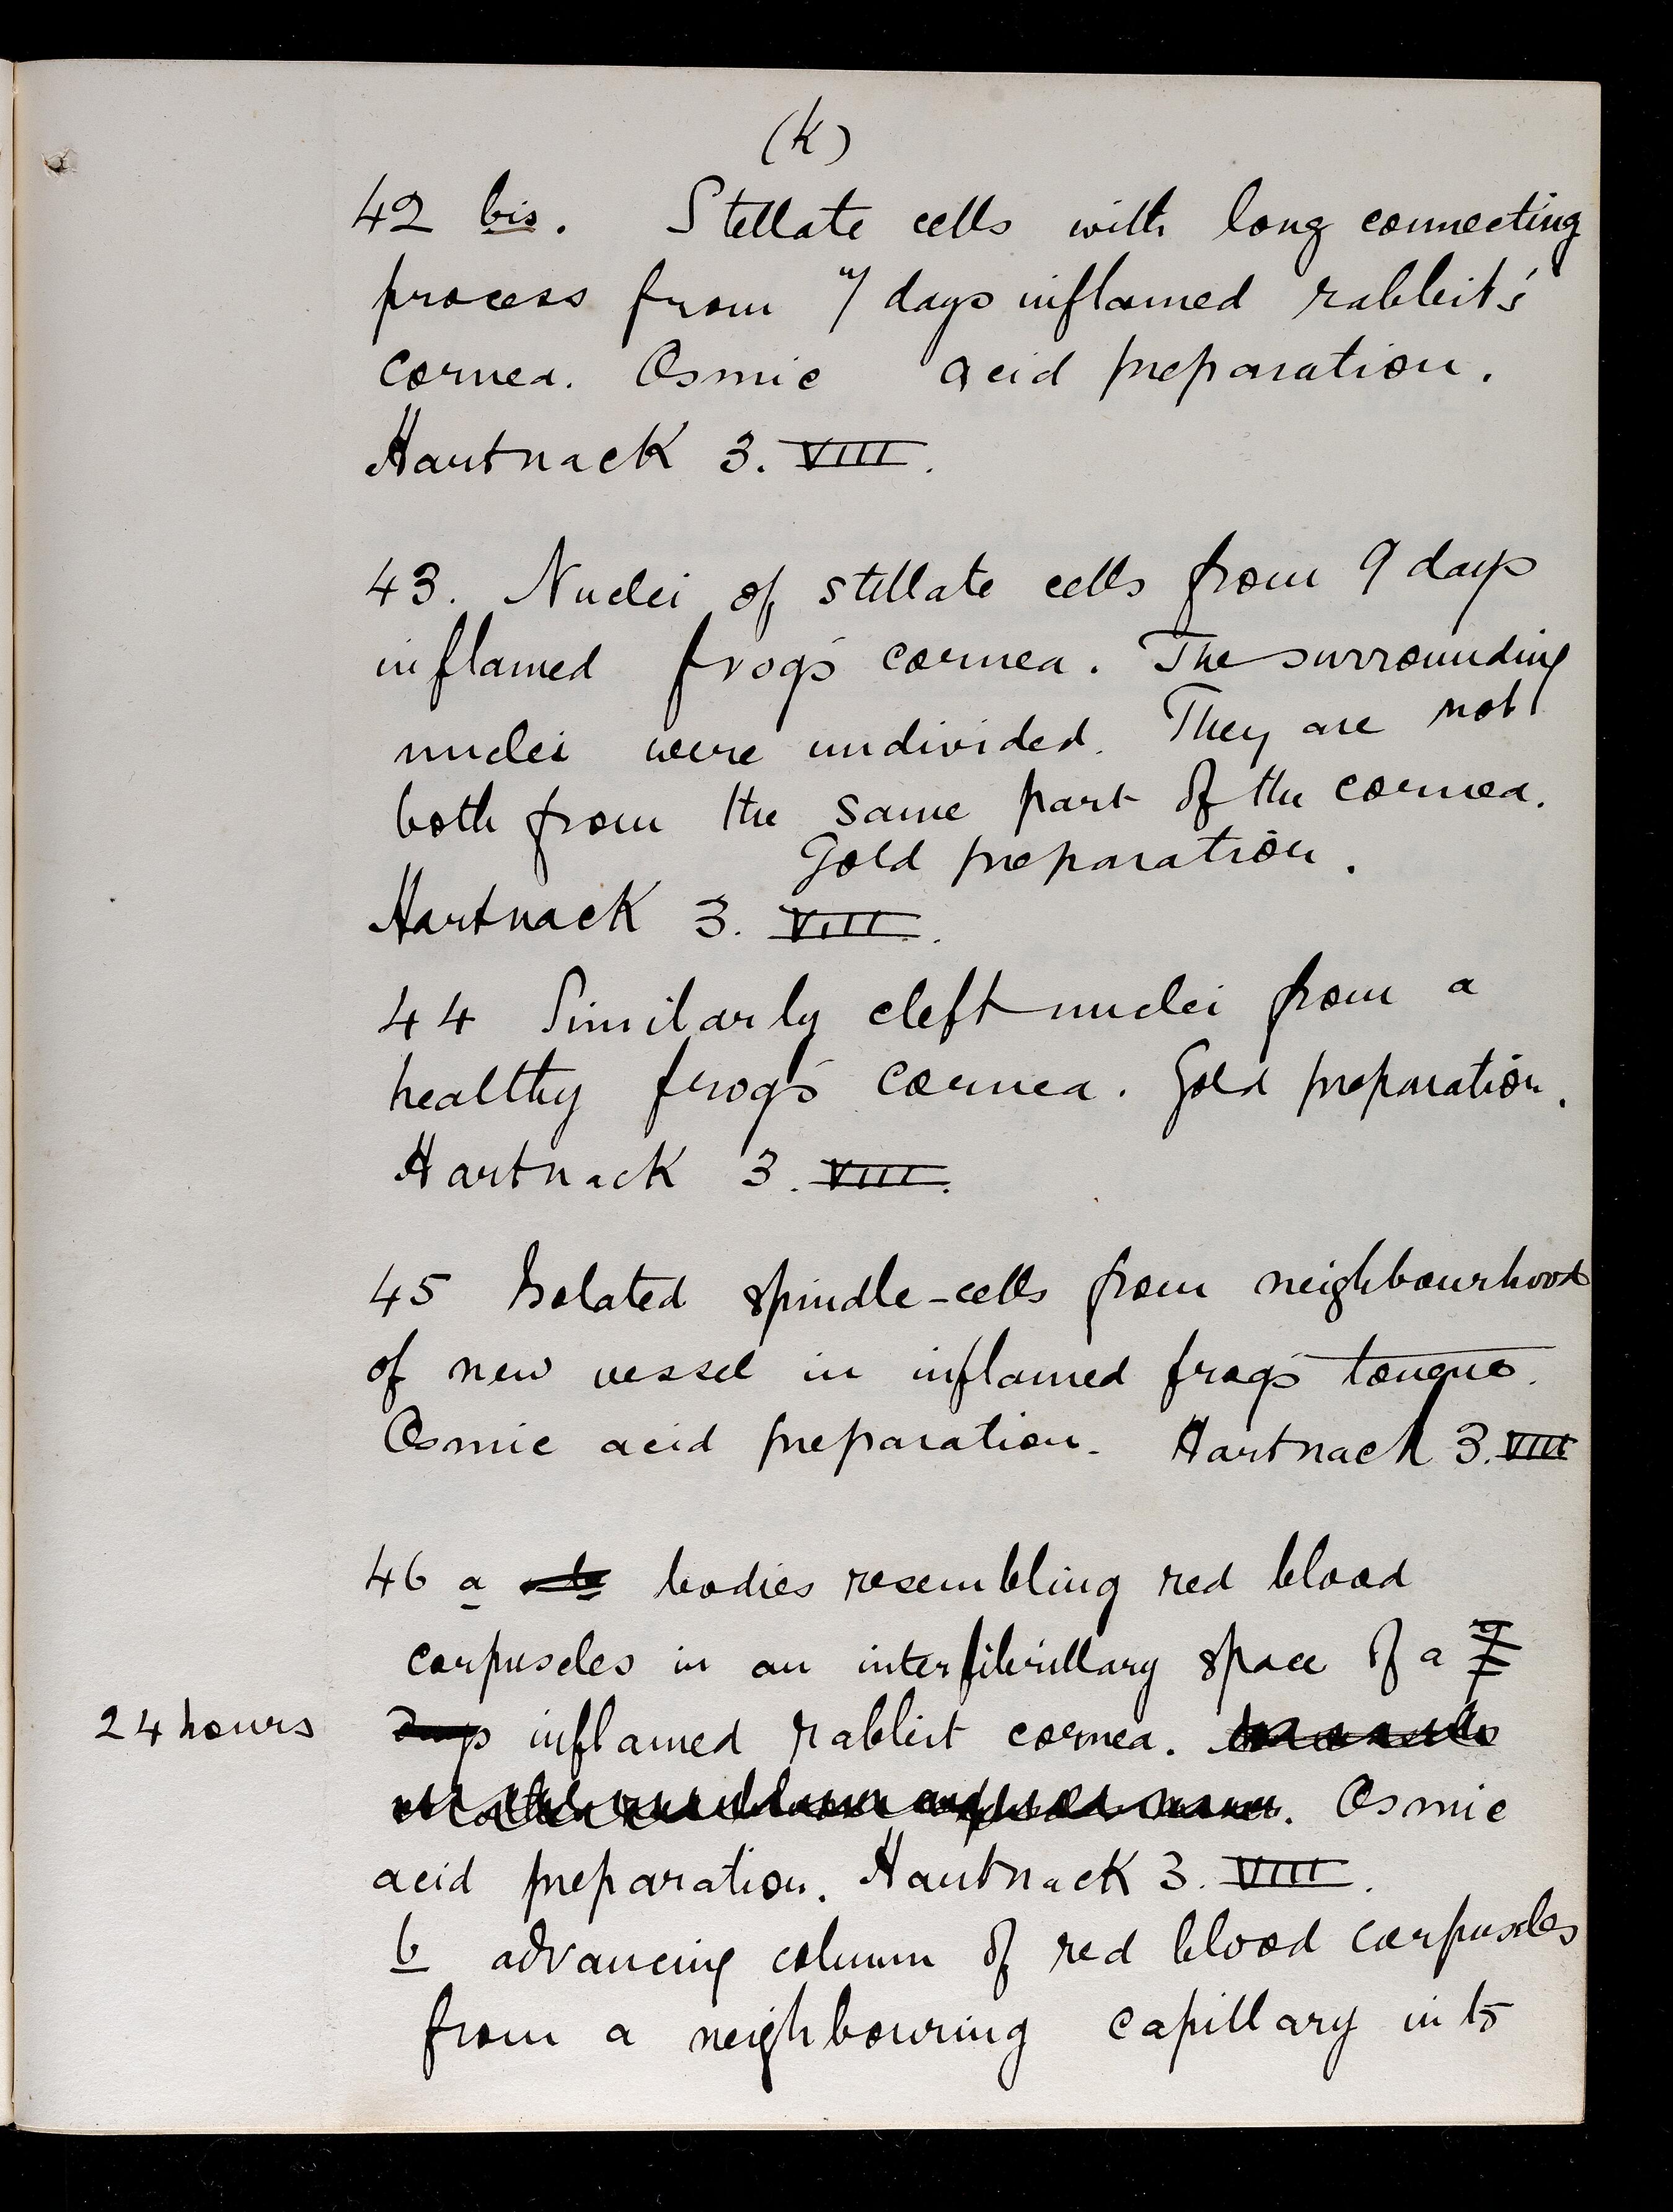 (k)
42 bis. Stellate cells with long connecting
process from 7 days inflamed rabbit's
cornea. Osmic acid preparation.
Hartnack 3. VIII.
43. Nuclei of stellate cells from 9 days
inflamed frog's cornea. The surrounding
nuclei were undivided. They are not
both from the same part of the cornea.
Gold preparation.
Hartnack 3. VIII.
44 Similarly cleft nuclei from a
healthy frog's cornea. Gold preparation.
Hartnack 3. VIII.
45 Isolated spindle-cells from neighbourhood
of new vessel in inflamed frog's tongue.
Osmic acid preparation. Hartnack 3. VIII
46 a bodies resembling red blood
corpuscles in an interfibrillary space of a 7
24 hours days inflamed rabbit cornea.
Osmic
acid preparation. Hartnack 3. VIII.
b advancing column of red blood corpuscles
from a neighbouring capillary into